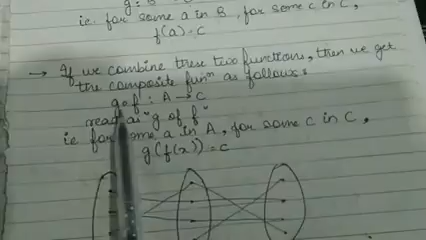 g: B
i.e. for some a in B, for some c in C,
f(a) = c
→ If we combine these two functions, then we get
the composite funⁿ as follows:
gof : A → C
read as "g of f"
ie for some a in A, for some c in C,
g(f(x)) = c